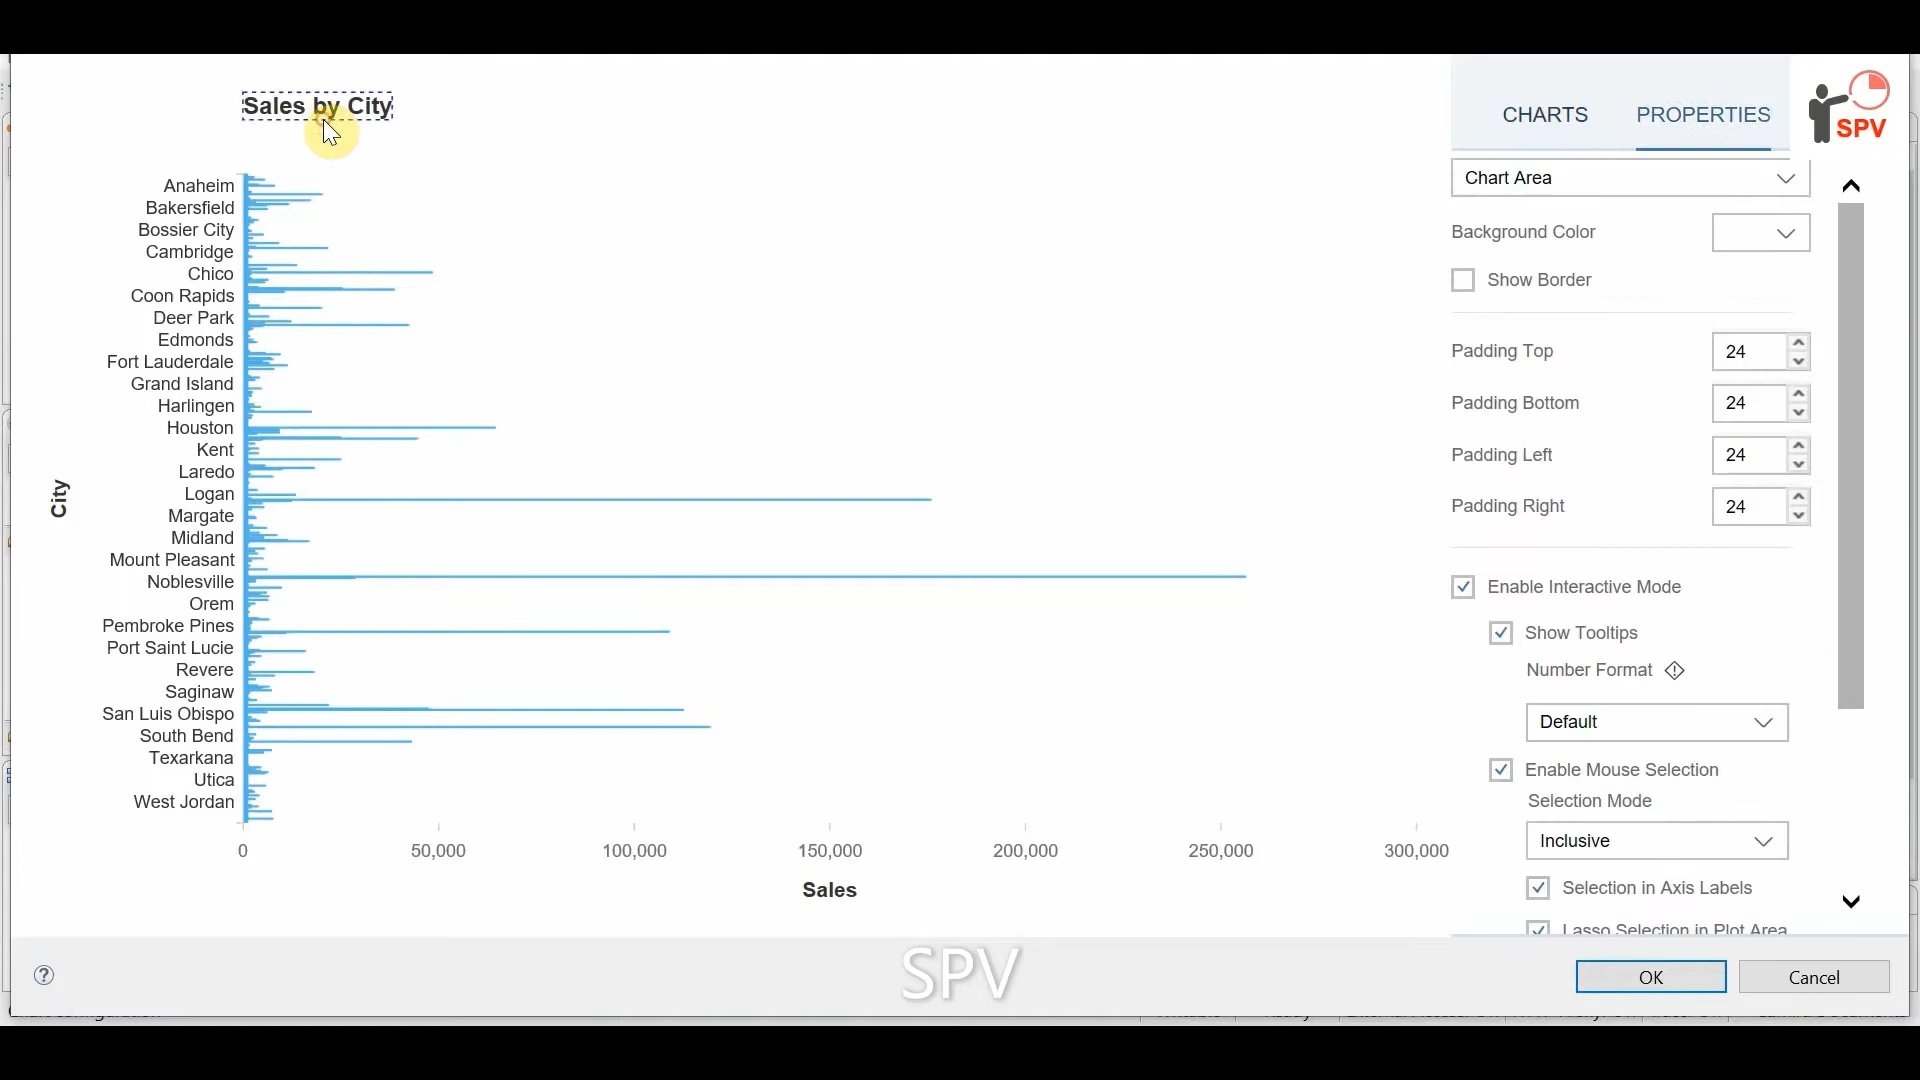 Sales by City
CHARTS
PROPERTIES
SPV
Chart Area
Background Color
Show Border
Padding Top
24
Padding Bottom
24
Padding Left
24
Padding Right
24
Enable Interactive Mode
Show Tooltips
Number Format
Default
Enable Mouse Selection
Selection Mode
Inclusive
Selection in Axis Labels
Lasso Selection in Plot Area
City
Anaheim
Bakersfield
Bossier City
Cambridge
Chico
Coon Rapids
Deer Park
Edmonds
Fort Lauderdale
Grand Island
Harlingen
Houston
Kent
Laredo
Logan
Margate
Midland
Mount Pleasant
Noblesville
Orem
Pembroke Pines
Port Saint Lucie
Revere
Saginaw
San Luis Obispo
South Bend
Texarkana
Utica
West Jordan
0 50,000 100,000 150,000 200,000 250,000 300,000
Sales
?
SPV
OK
Cancel